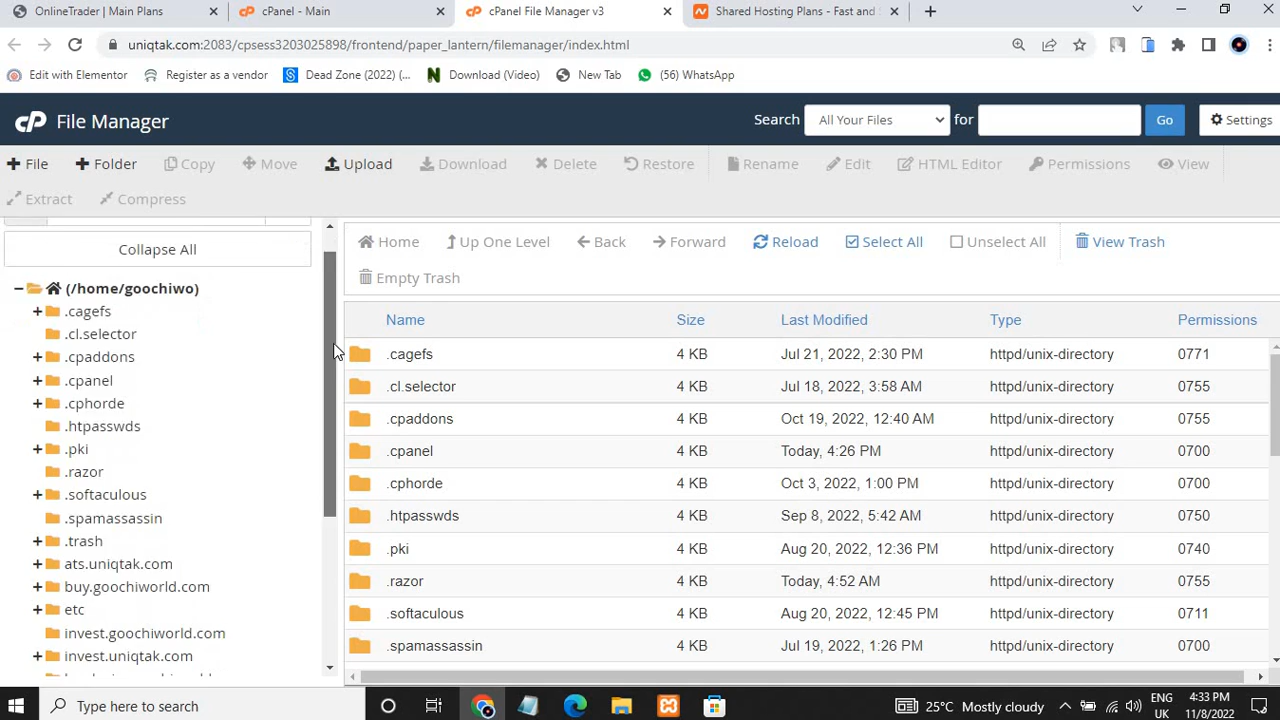 OnlineTrader | Main Plans
cPanel - Main
cPanel File Manager v3
Shared Hosting Plans - Fast and
uniqtak.com:2083/cpsess3203025898/frontend/paper_lantern/filemanager/index.html
Edit with Elementor
Register as a vendor
Dead Zone (2022) (...
Download (Video)
New Tab
(56) WhatsApp
cP File Manager
Search All Your Files for Go Settings
+ File + Folder Copy Move Upload Download Delete Restore Rename Edit HTML Editor Permissions View
Extract Compress
Collapse All
(/home/goochiwo)
.cagefs
.cl.selector
.cpaddons
.cpanel
.cphorde
.htpasswds
.pki
.razor
.softaculous
.spamassassin
.trash
ats.uniqtak.com
buy.goochiworld.com
etc
invest.goochiworld.com
invest.uniqtak.com
Home Up One Level Back Forward Reload Select All Unselect All View Trash
Empty Trash
Name Size Last Modified Type Permissions
.cagefs 4 KB Jul 21, 2022, 2:30 PM httpd/unix-directory 0771
.cl.selector 4 KB Jul 18, 2022, 3:58 AM httpd/unix-directory 0755
.cpaddons 4 KB Oct 19, 2022, 12:40 AM httpd/unix-directory 0755
.cpanel 4 KB Today, 4:26 PM httpd/unix-directory 0700
.cphorde 4 KB Oct 3, 2022, 1:00 PM httpd/unix-directory 0700
.htpasswds 4 KB Sep 8, 2022, 5:42 AM httpd/unix-directory 0750
.pki 4 KB Aug 20, 2022, 12:36 PM httpd/unix-directory 0740
.razor 4 KB Today, 4:52 AM httpd/unix-directory 0755
.softaculous 4 KB Aug 20, 2022, 12:45 PM httpd/unix-directory 0711
.spamassassin 4 KB Jul 19, 2022, 1:26 PM httpd/unix-directory 0700
Type here to search
25°C Mostly cloudy
ENG
UK
4:33 PM
11/8/2022